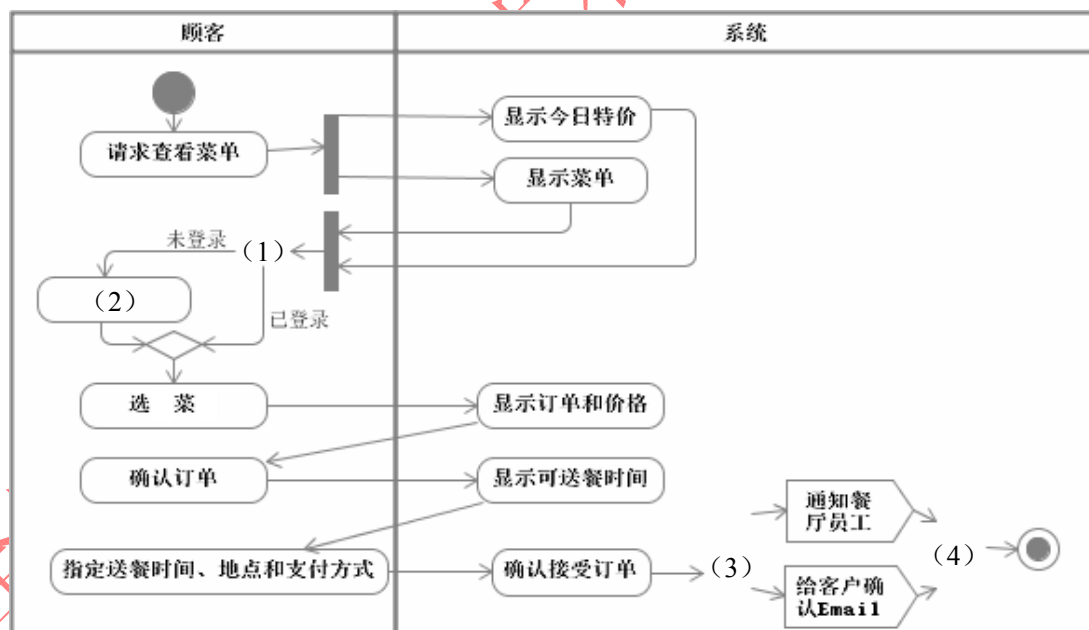 顾客
系统
请求查看菜单
显示今日特价
显示菜单
未登录
（1）
（2）
已登录
选 菜
显示订单和价格
确认订单
显示可送餐时间
通知餐
厅员工
指定送餐时间、地点和支付方式
确认接受订单
（3）
（4）
给客户确
认Email